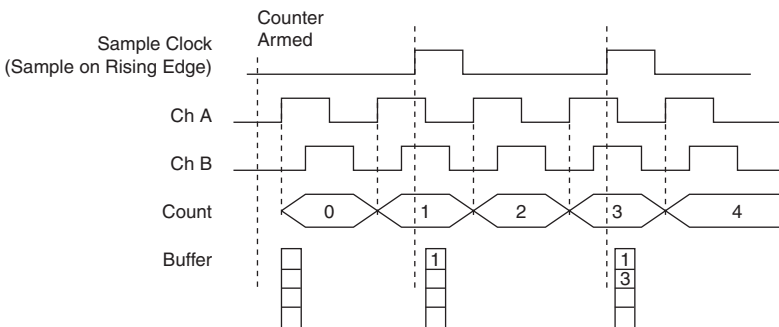 Counter
Armed
Sample Clock
(Sample on Rising Edge)
Ch A
Ch B
Count 0 1 2 3 4
Buffer 1 1
3